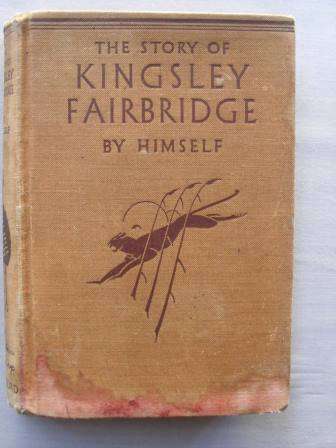 THE STORY OF
KINGSLEY
FAIRBRIDGE
BY HIMSELF